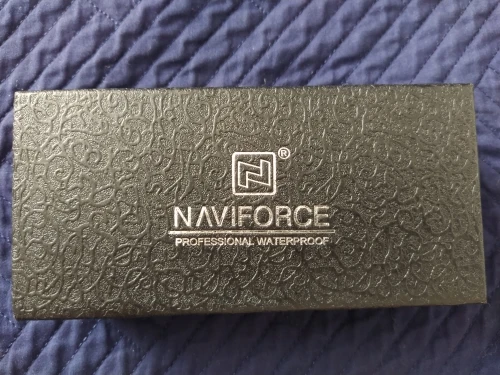 ®
NAVIFORCE
PROFESSIONAL WATERPROOF